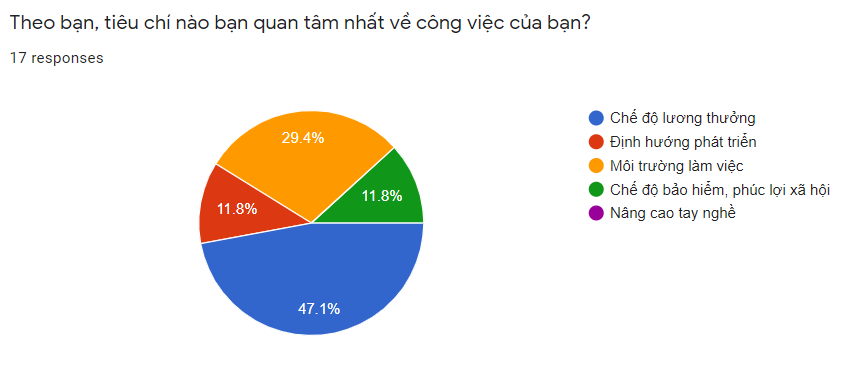 Theo bạn, tiêu chí nào bạn quan tâm nhất về công việc của bạn?
17 responses
29.4%
11.8%
11.8%
47.1%
Chế độ lương thưởng
Định hướng phát triển
Môi trường làm việc
Chế độ bảo hiểm, phúc lợi xã hội
Nâng cao tay nghề